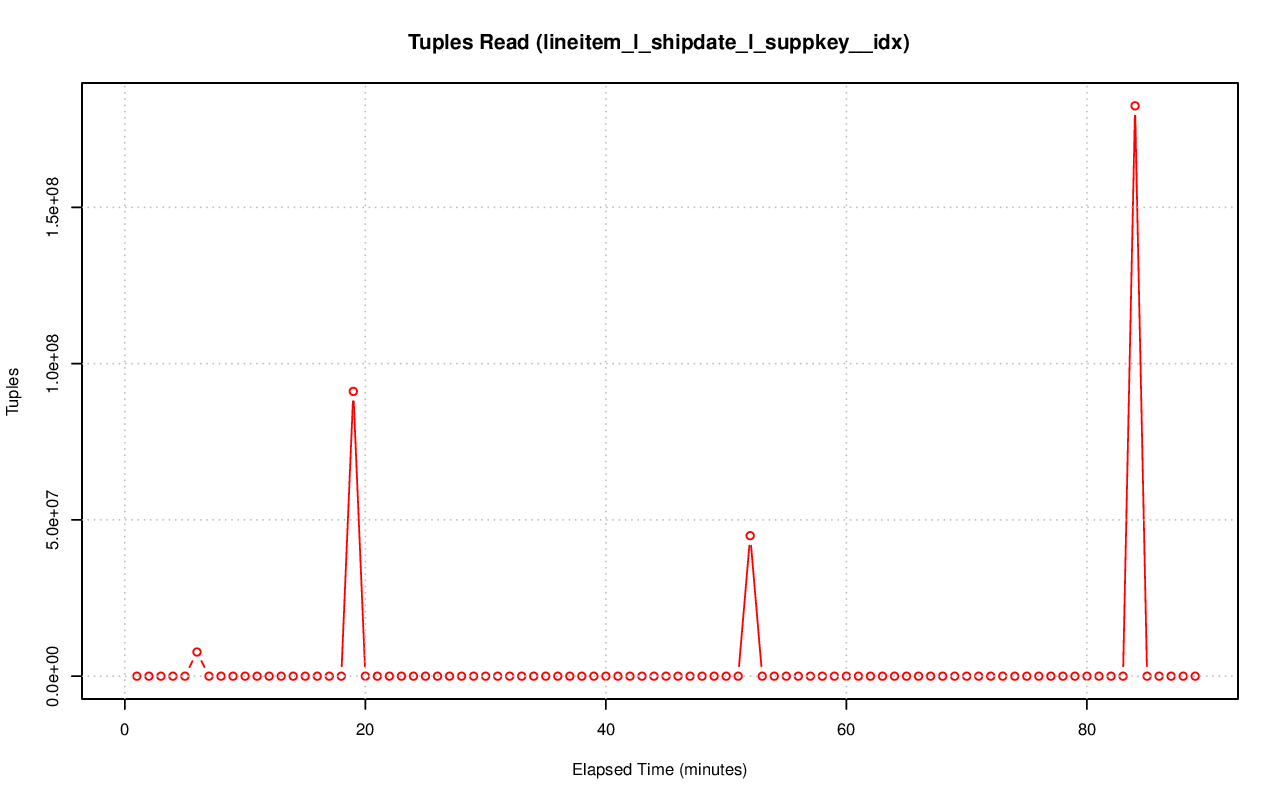 Tuples Read (lineitem_l_shipdate_l_suppkey__idx)
Tuples
1.5e+08
1.0e+08
5.0e+07
0.0e+00
0 20 40 60 80
Elapsed Time (minutes)